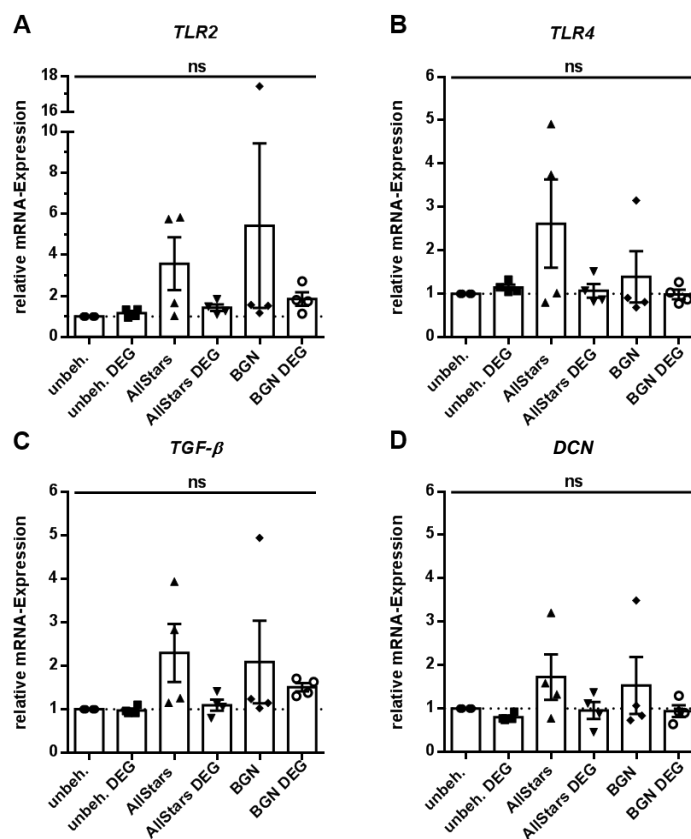 A
TLR2
ns
18
16
10
8
6
4
2
0
relative mRNA-Expression
unbeh.
unbeh. DEG
AllStars
AllStars DEG
BGN
BGN DEG
B
TLR4
ns
6
5
4
3
2
1
0
relative mRNA-Expression
unbeh.
unbeh. DEG
AllStars
AllStars DEG
BGN
BGN DEG
C
TGF-β
ns
6
5
4
3
2
1
0
relative mRNA-Expression
unbeh.
unbeh. DEG
AllStars
AllStars DEG
BGN
BGN DEG
D
DCN
ns
6
5
4
3
2
1
0
relative mRNA-Expression
unbeh.
unbeh. DEG
AllStars
AllStars DEG
BGN
BGN DEG